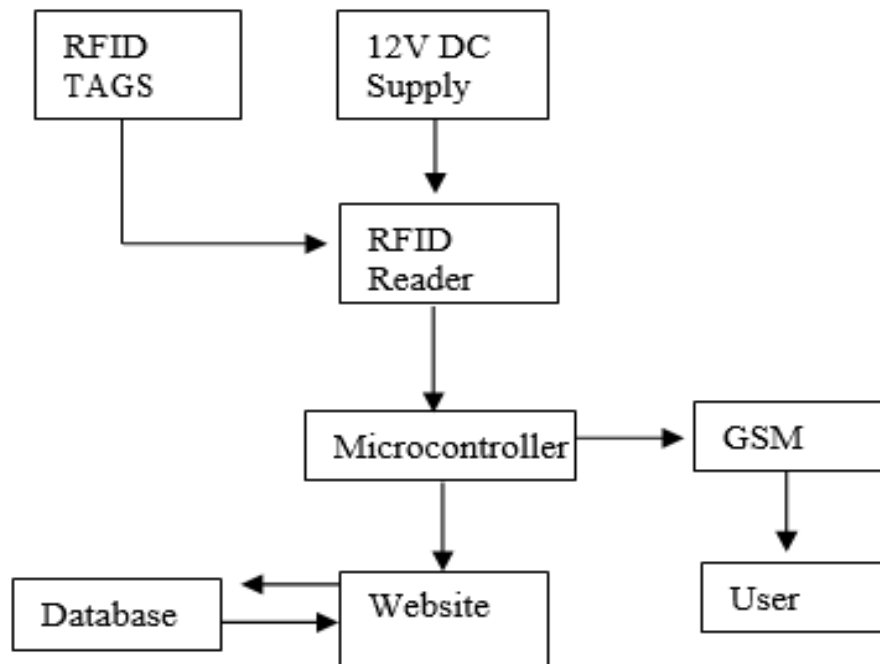 RFID
TAGS
12V DC
Supply
RFID
Reader
Microcontroller
GSM
Database
Website
User